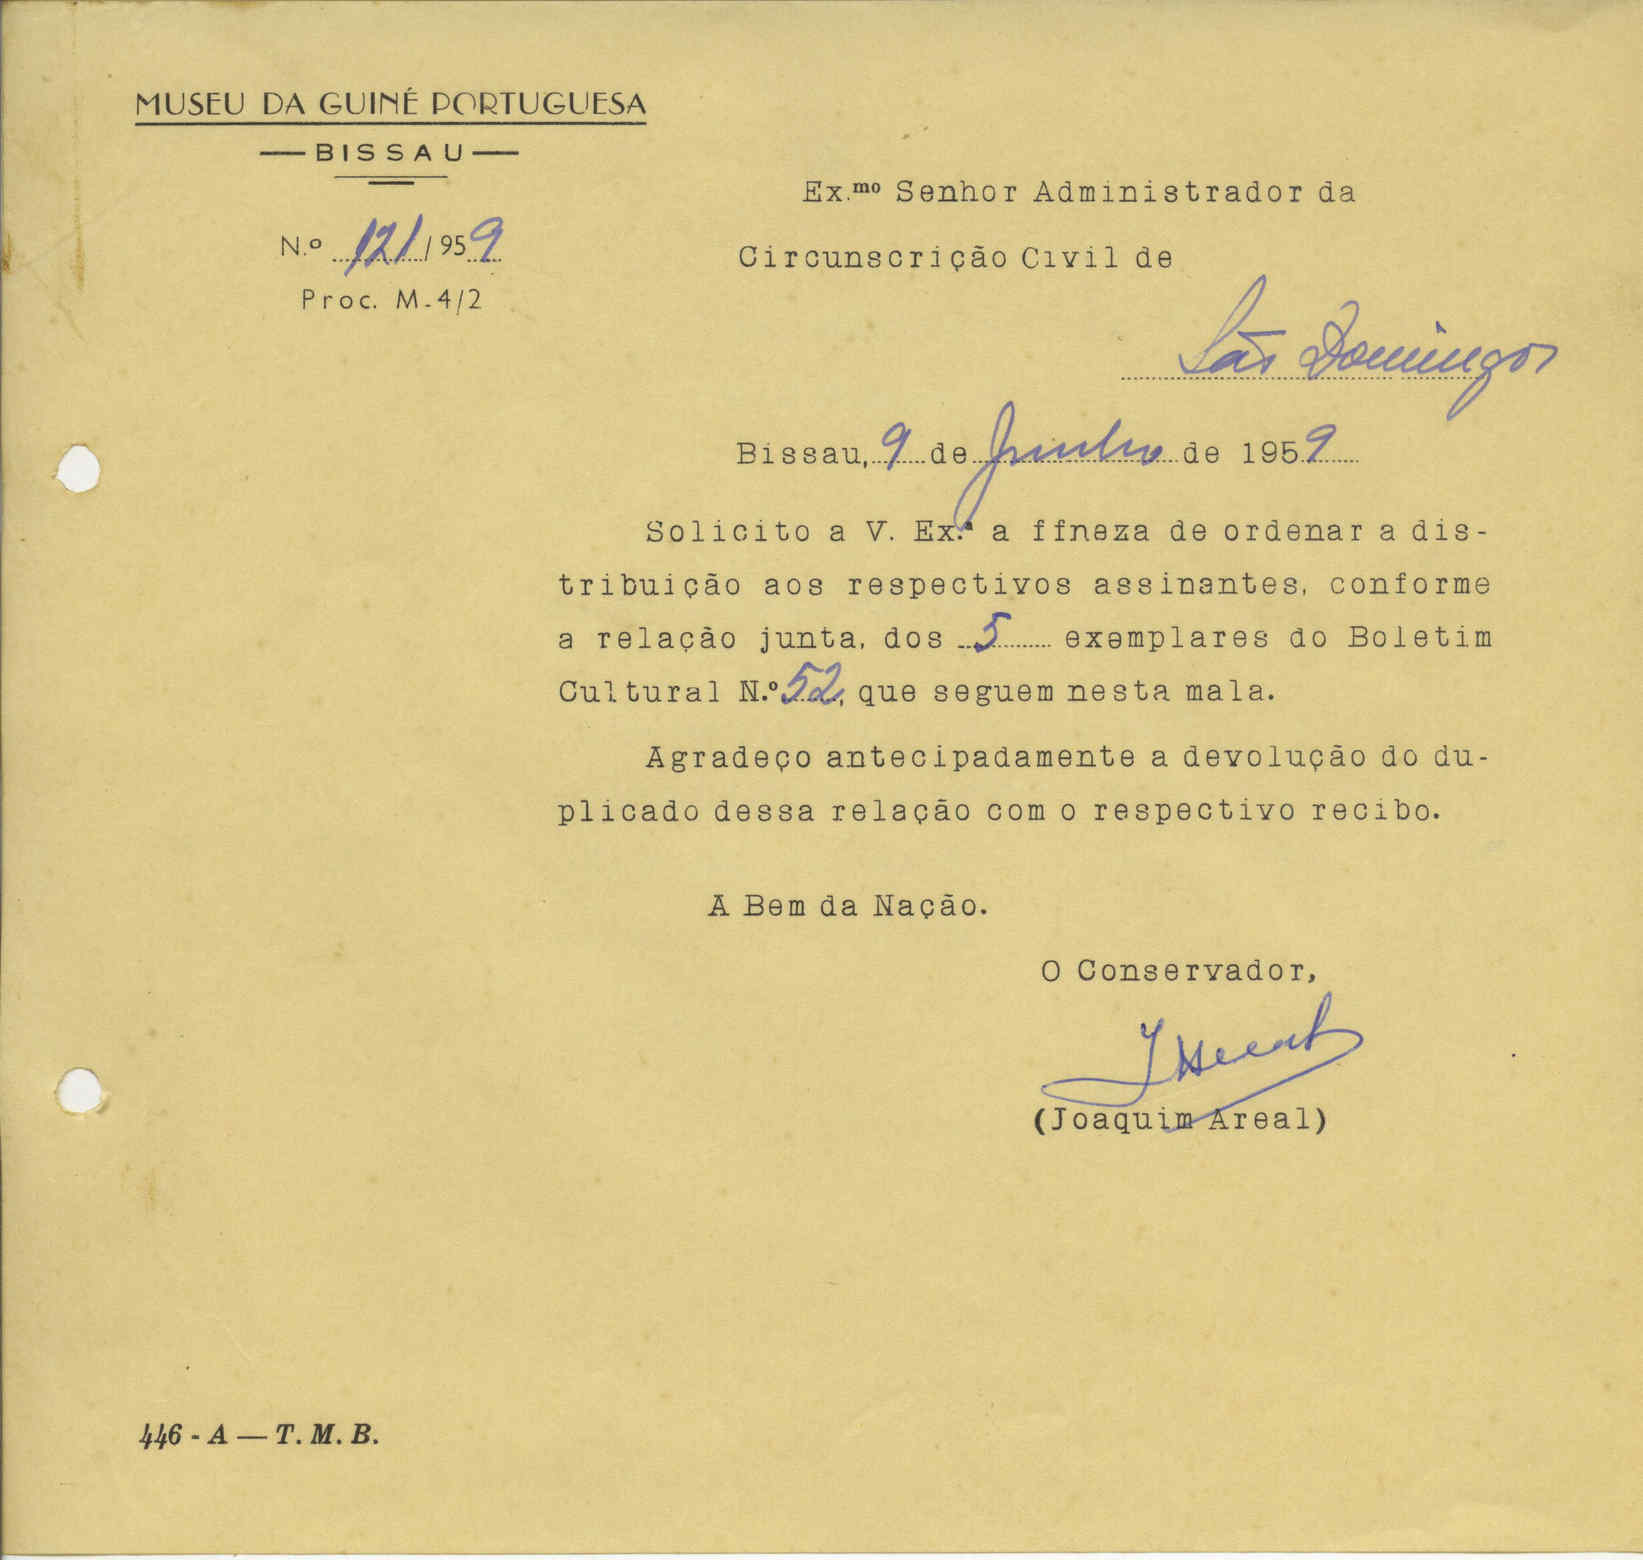 MUSEU DA GUINÉ PORTUGUESA
— BISSAU —
N.º 121/959
Proc. M-4/2
Ex.mo Senhor Administrador da
Circunscrição Civil de
São Domingos
Bissau, 9 de Junho de 1959
Solicito a V. Ex.ª a ffneza de ordenar a dis-
tribuição aos respectivos assinantes, conforme
a relação junta, dos 5 exemplares do Boletim
Cultural N.º 52, que seguem nesta mala.
Agradeço antecipadamente a devolução do du-
plicado dessa relação com o respectivo recibo.
A Bem da Nação.
O Conservador,
(Joaquim Areal)
446 - A — T. M. B.